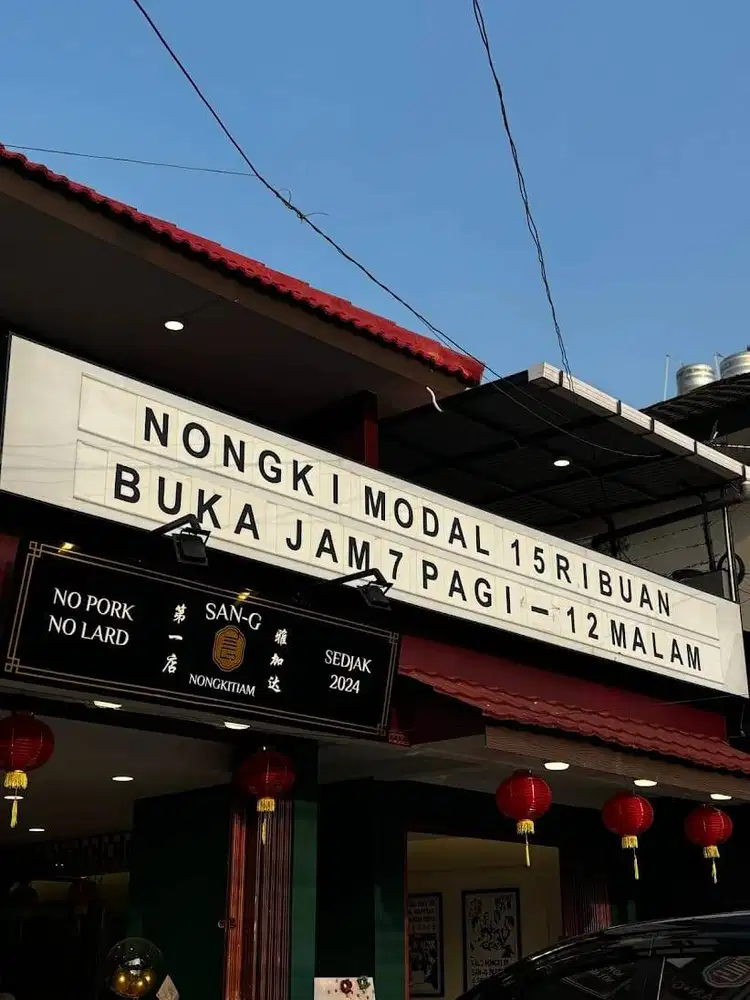 NONGKI MODAL 15RIBUAN
BUKA JAM 7 PAGI — 12 MALAM
NO PORK
NO LARD
第一店
SAN-G
NONGKITIAM
雅加达
SEDJAK
2024